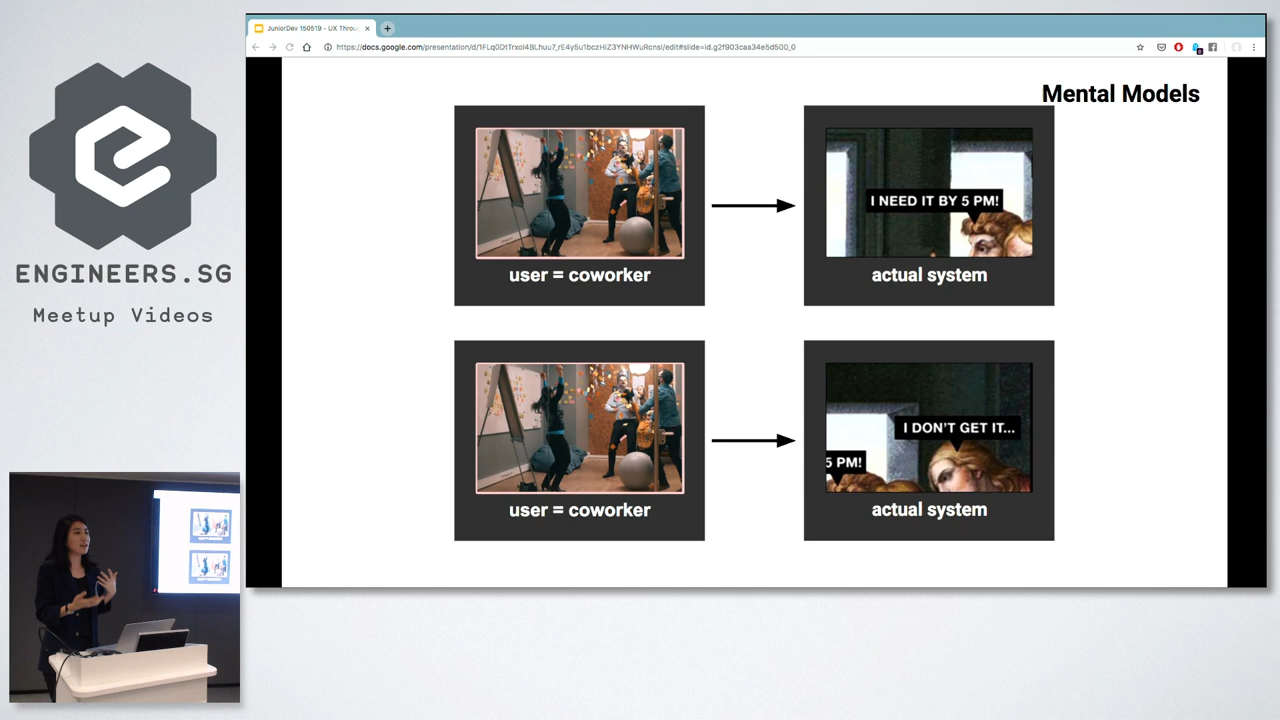 ENGINEERS.SG
Meetup Videos
JuniorDev 150519 - UX Throu
https://docs.google.com/presentation/d/1FLq0DtTrxol4BLhuu7_rE4y5u1bczHiZ3YNHWuRcnsI/edit#slide=id.g2f903caa34e5d500_0
Mental Models
I NEED IT BY 5 PM!
user = coworker
actual system
I DON'T GET IT...
5 PM!
user = coworker
actual system